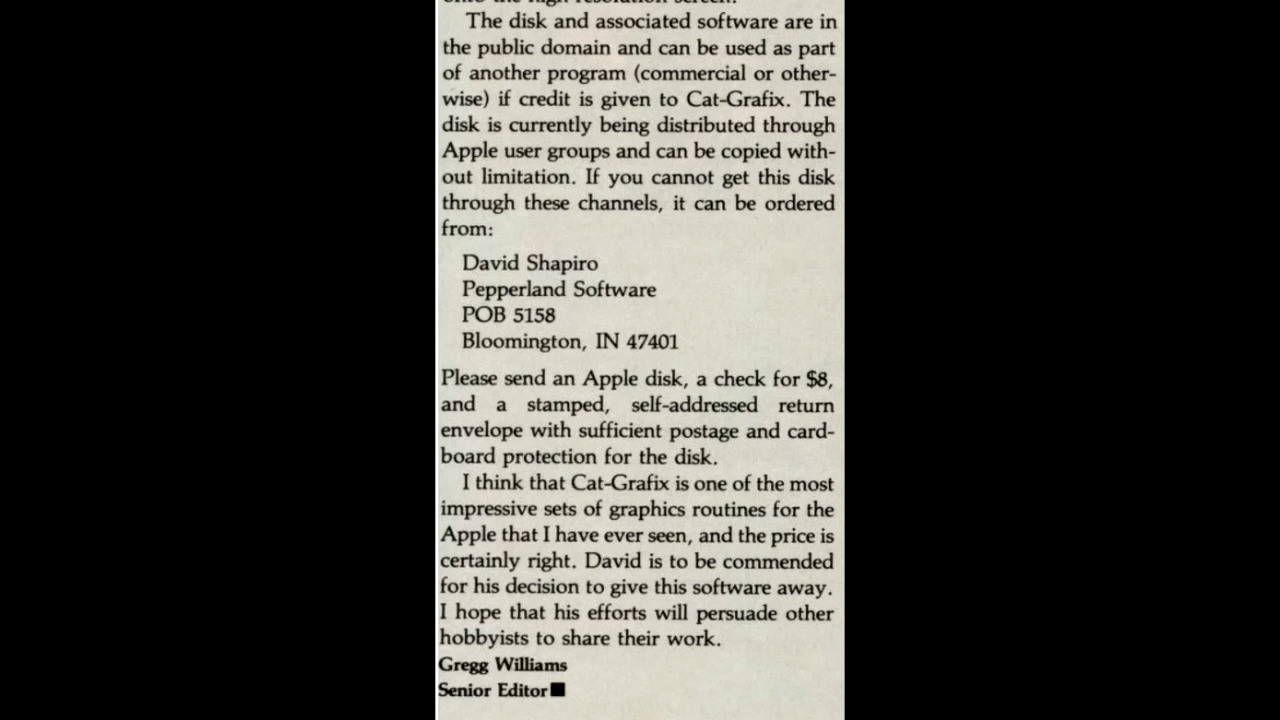 The disk and associated software are in
the public domain and can be used as part
of another program (commercial or other-
wise) if credit is given to Cat-Grafix. The
disk is currently being distributed through
Apple user groups and can be copied with-
out limitation. If you cannot get this disk
through these channels, it can be ordered
from:
David Shapiro
Pepperland Software
POB 5158
Bloomington, IN 47401
Please send an Apple disk, a check for $8,
and a stamped, self-addressed return
envelope with sufficient postage and card-
board protection for the disk.
I think that Cat-Grafix is one of the most
impressive sets of graphics routines for the
Apple that I have ever seen, and the price is
certainly right. David is to be commended
for his decision to give this software away.
I hope that his efforts will persuade other
hobbyists to share their work.
Gregg Williams
Senior Editor■